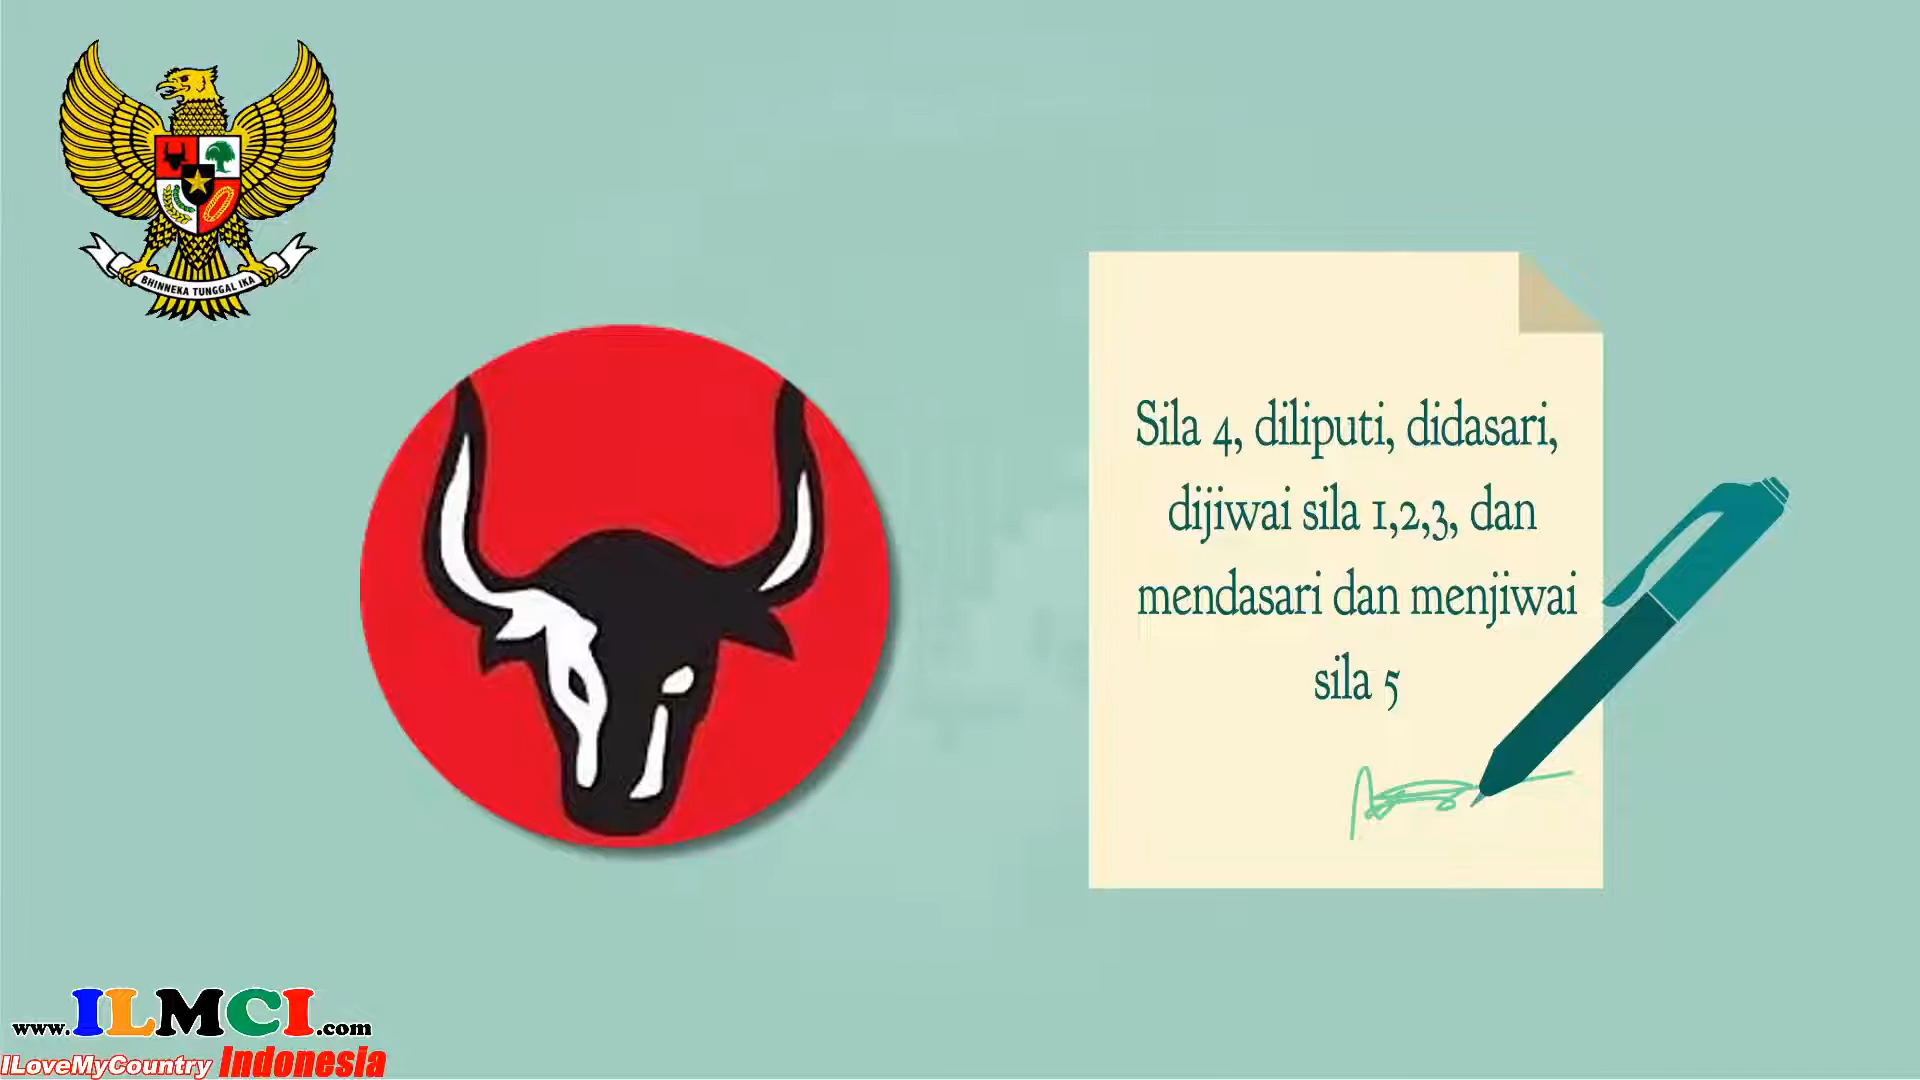 BHINNEKA TUNGGAL IKA
Sila 4, diliputi, didasari,
dijiwai sila 1,2,3, dan
mendasari dan menjiwai
sila 5
www.ILMCI.com
ILoveMyCountry Indonesia